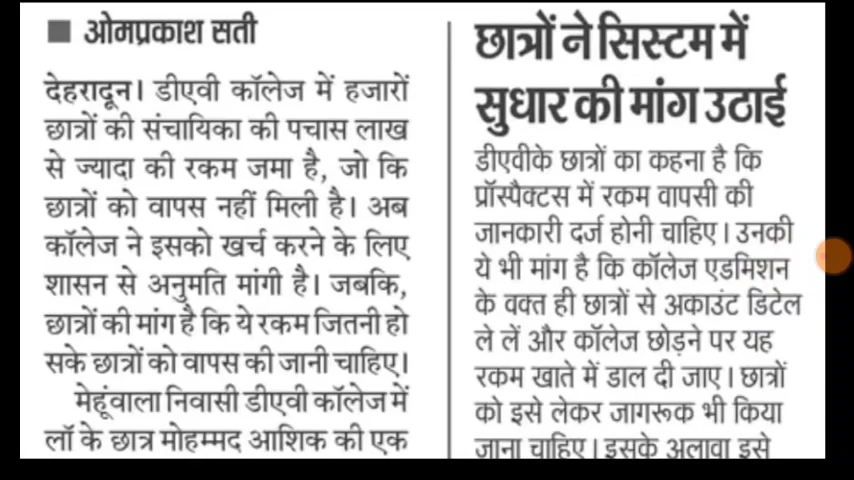 ओमप्रकाश सती
देहरादून। डीएवी कॉलेज में हजारों
छात्रों की संचायिका की पचास लाख
से ज्यादा की रकम जमा है, जो कि
छात्रों को वापस नहीं मिली है। अब
कॉलेज ने इसको खर्च करने के लिए
शासन से अनुमति मांगी है। जबकि,
छात्रों की मांग है कि ये रकम जितनी हो
सके छात्रों को वापस की जानी चाहिए।
मेहूंवाला निवासी डीएवी कॉलेज में
लॉ के छात्र मोहम्मद आशिक की एक
छात्रों ने सिस्टम में
सुधार की मांग उठाई
डीएवीके छात्रों का कहना है कि
प्रॉस्पैक्टस में रकम वापसी की
जानकारी दर्ज होनी चाहिए। उनकी
ये भी मांग है कि कॉलेज एडमिशन
के वक्त ही छात्रों से अकाउंट डिटेल
ले लें और कॉलेज छोड़ने पर यह
रकम खाते में डाल दी जाए। छात्रों
को इसे लेकर जागरूक भी किया
जाना चाहिए। इसके अलावा इसे